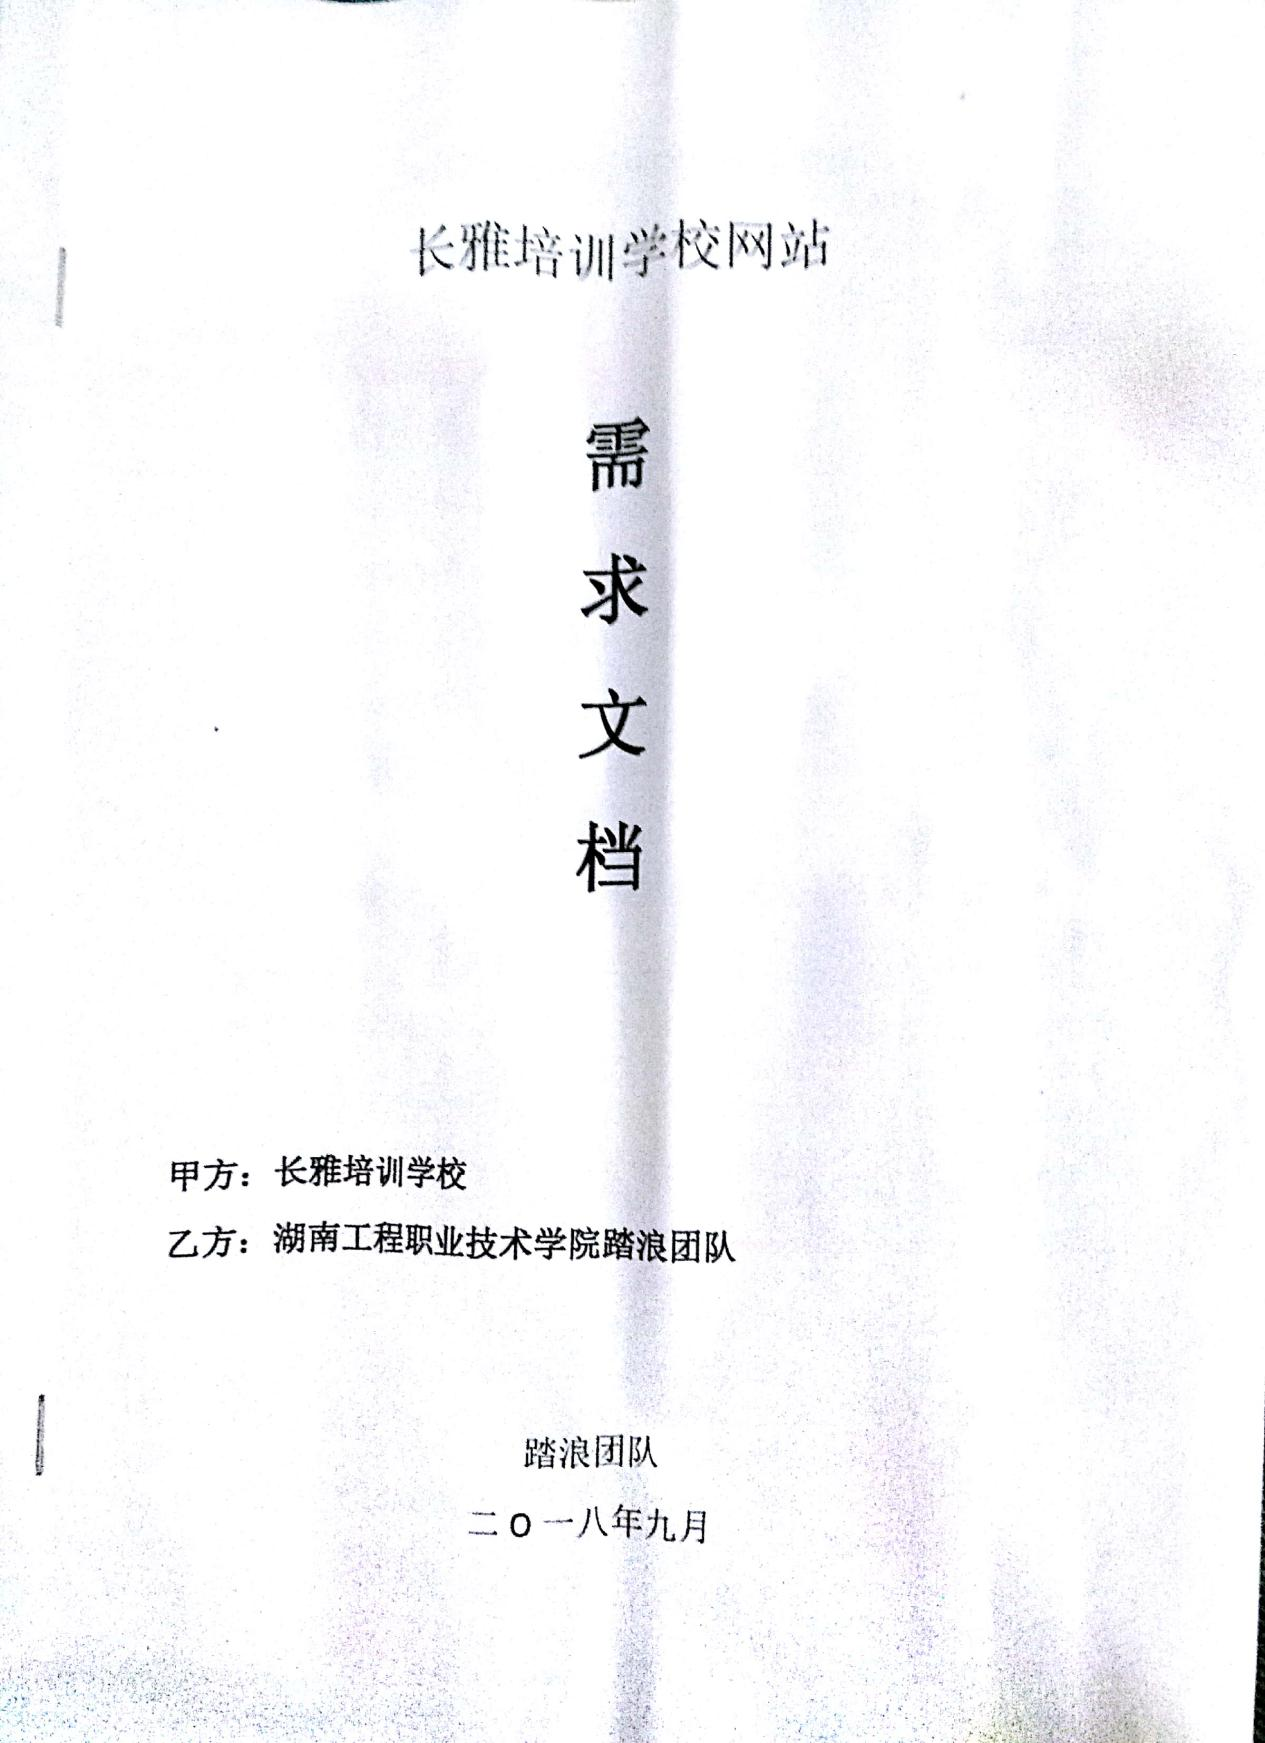 长雅培训学校网站
需
求
文
档
甲方：长雅培训学校
乙方：湖南工程职业技术学院踏浪团队
踏浪团队
二O一八年九月